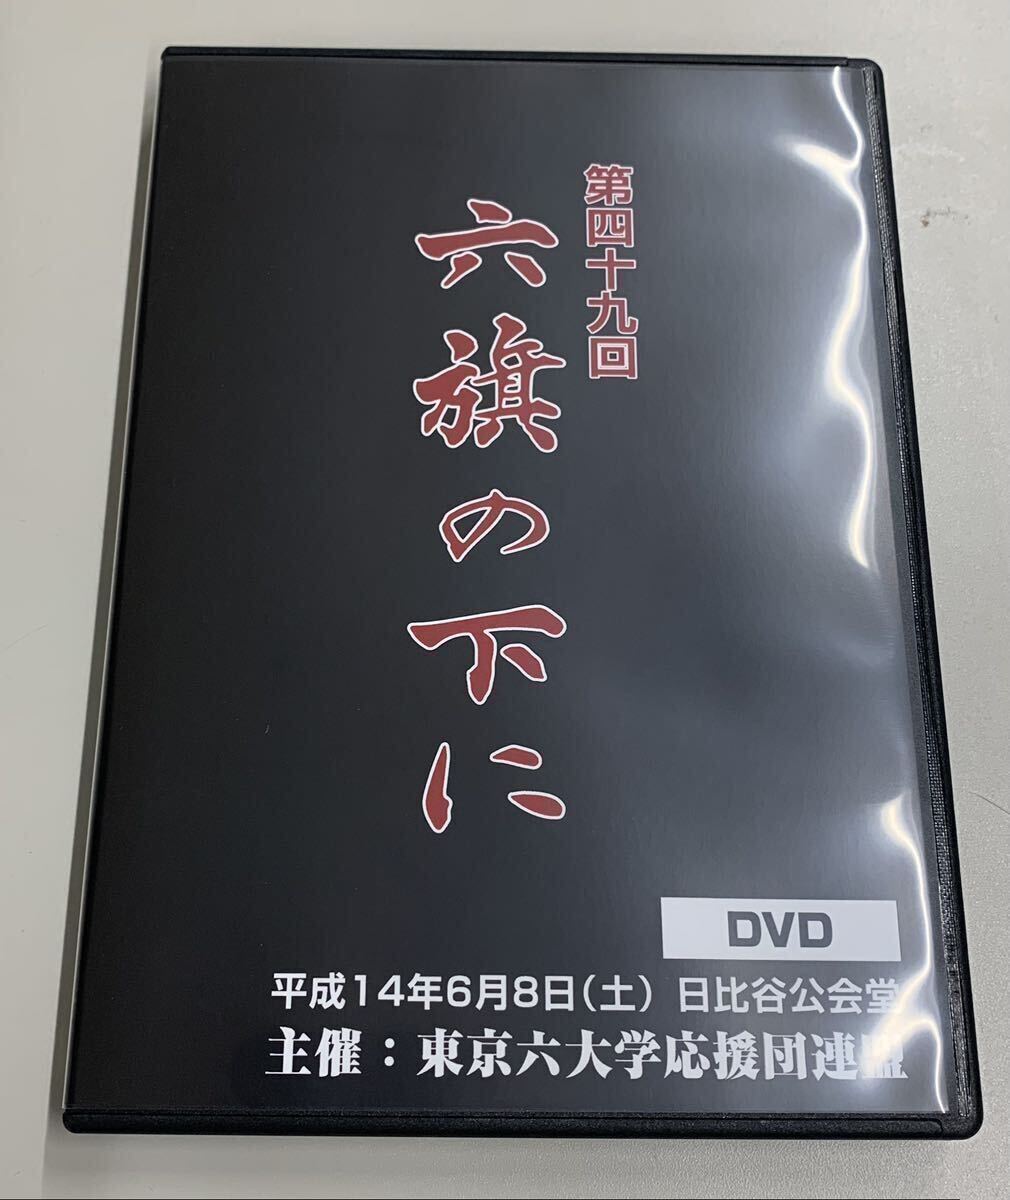 第四十九回
六旗の下に
DVD
平成14年6月8日(土) 日比谷公会堂
主催：東京六大学応援団連盟